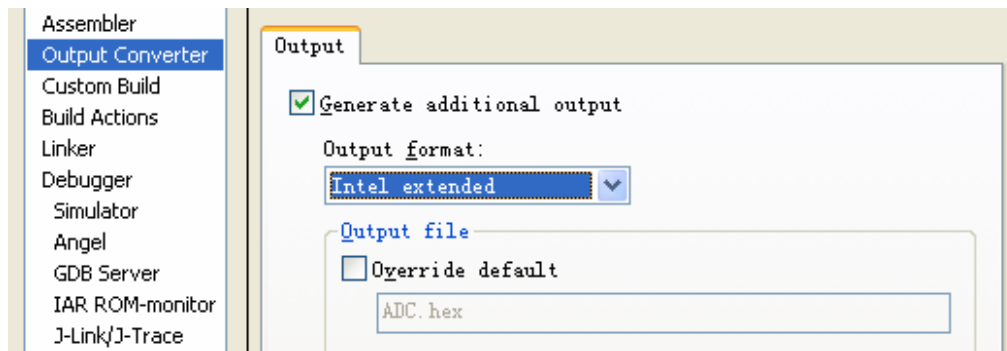 Assembler
Output Converter
Custom Build
Build Actions
Linker
Debugger
Simulator
Angel
GDB Server
IAR ROM-monitor
J-Link/J-Trace
Output
Generate additional output
Output format:
Intel extended
Output file
Override default
ADC.hex